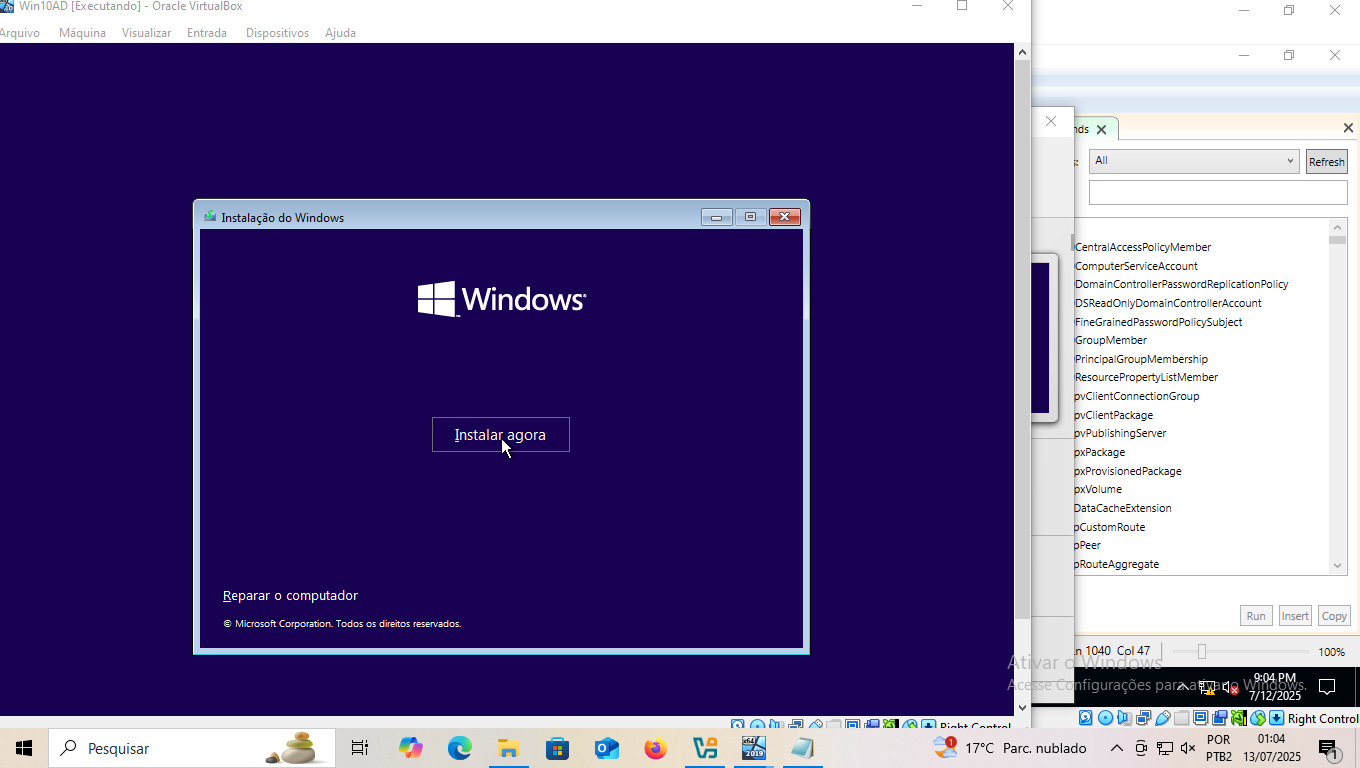 Win10AD [Executando] - Oracle VirtualBox
Arquivo Máquina Visualizar Entrada Dispositivos Ajuda
Instalação do Windows
Windows
Instalar agora
Reparar o computador
© Microsoft Corporation. Todos os direitos reservados.
Right Control
All
Refresh
CentralAccessPolicyMember
ComputerServiceAccount
DomainControllerPasswordReplicationPolicy
DSReadOnlyDomainControllerAccount
FineGrainedPasswordPolicySubject
GroupMember
PrincipalGroupMembership
ResourcePropertyListMember
pvClientConnectionGroup
pvClientPackage
pvPublishingServer
pxPackage
pxProvisionedPackage
pxVolume
DataCacheExtension
pCustomRoute
pPeer
pRouteAggregate
Run Insert Copy
Ln 1040 Col 47 100%
Ativar o Windows
Acesse Configurações para ativar o Windows.
9:04 PM
7/12/2025
Right Control
Pesquisar
x64
2019
1
17°C Parc. nublado
POR
PTB2
01:04
13/07/2025
1